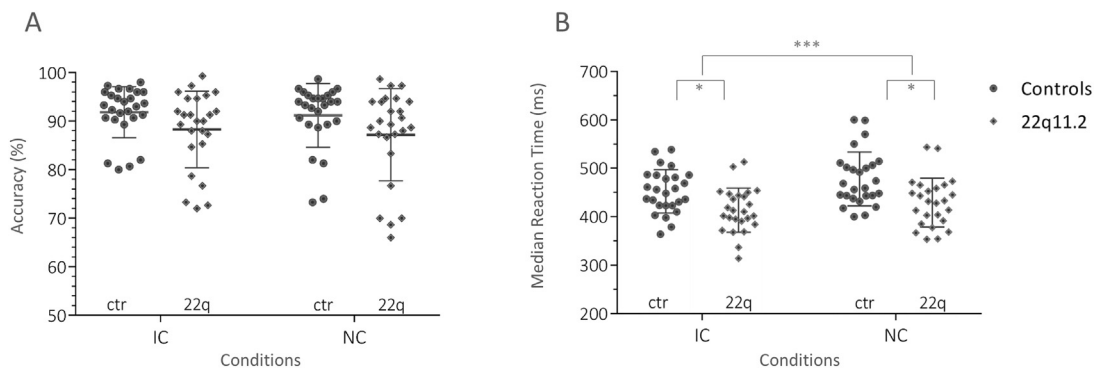 A
Accuracy (%)
100
90
80
70
60
50
ctr 22q ctr 22q
IC NC
Conditions
B
Median Reaction Time (ms)
700
600
500
400
300
200
***
* *
ctr 22q ctr 22q
IC NC
Conditions
Controls
22q11.2